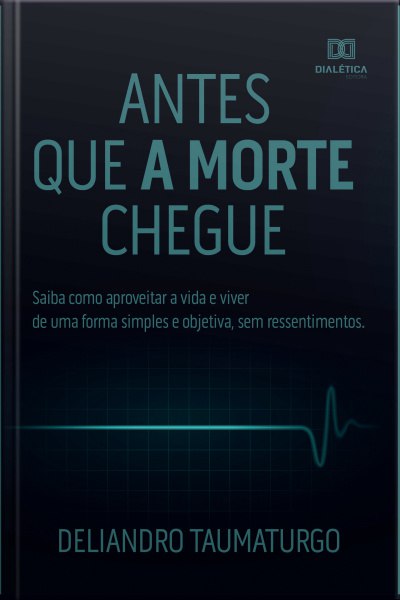 DIALÉTICA
EDITORA
ANTES
QUE A MORTE
CHEGUE
Saiba como aproveitar a vida e viver
de uma forma simples e objetiva, sem ressentimentos.
DELIANDRO TAUMATURGO